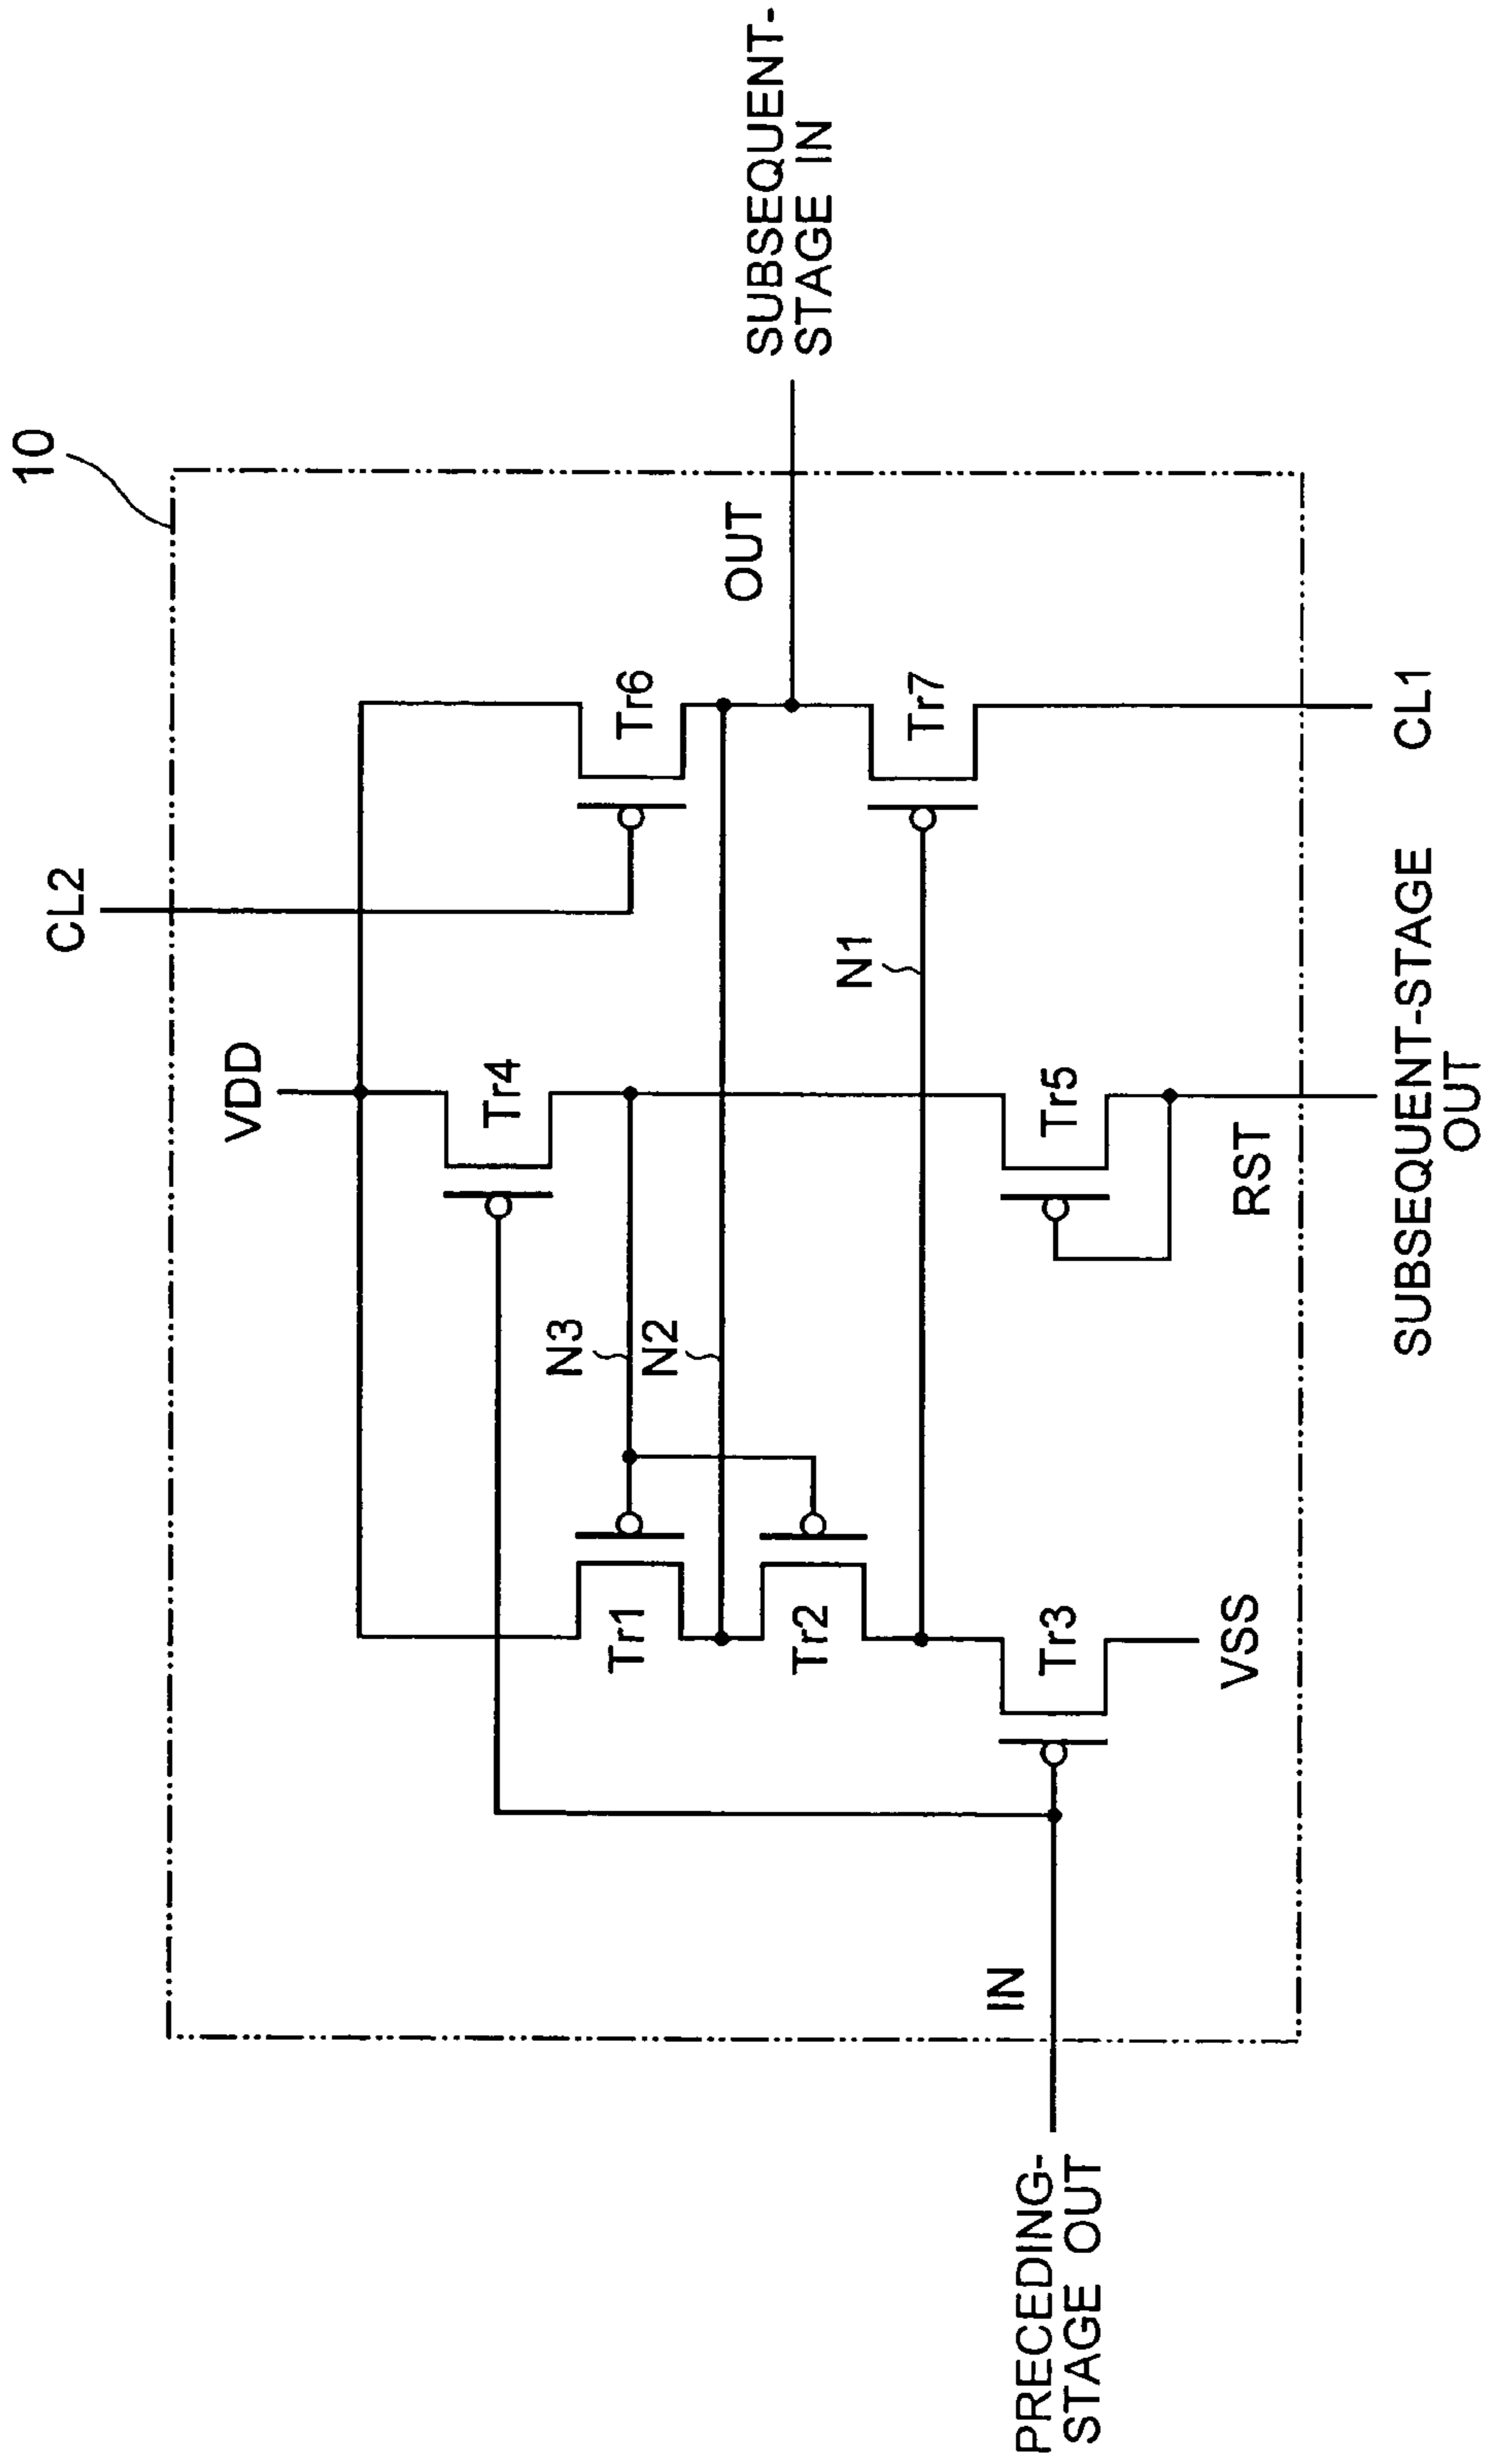 10
CL2
VDD
Tr4
Tr6
OUT
SUBSEQUENT-
STAGE IN
N3
N2
Tr1
Tr2
N1
Tr7
IN
Tr3
Tr5
PRECEDING-
STAGE OUT
VSS
RST
SUBSEQUENT-STAGE
OUT
CL1